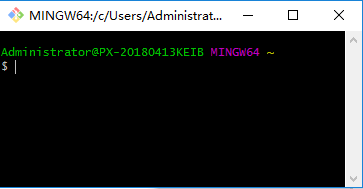 MINGW64:/c/Users/Administrat...
Administrator@PX-20180413KEIB MINGW64 ~
$